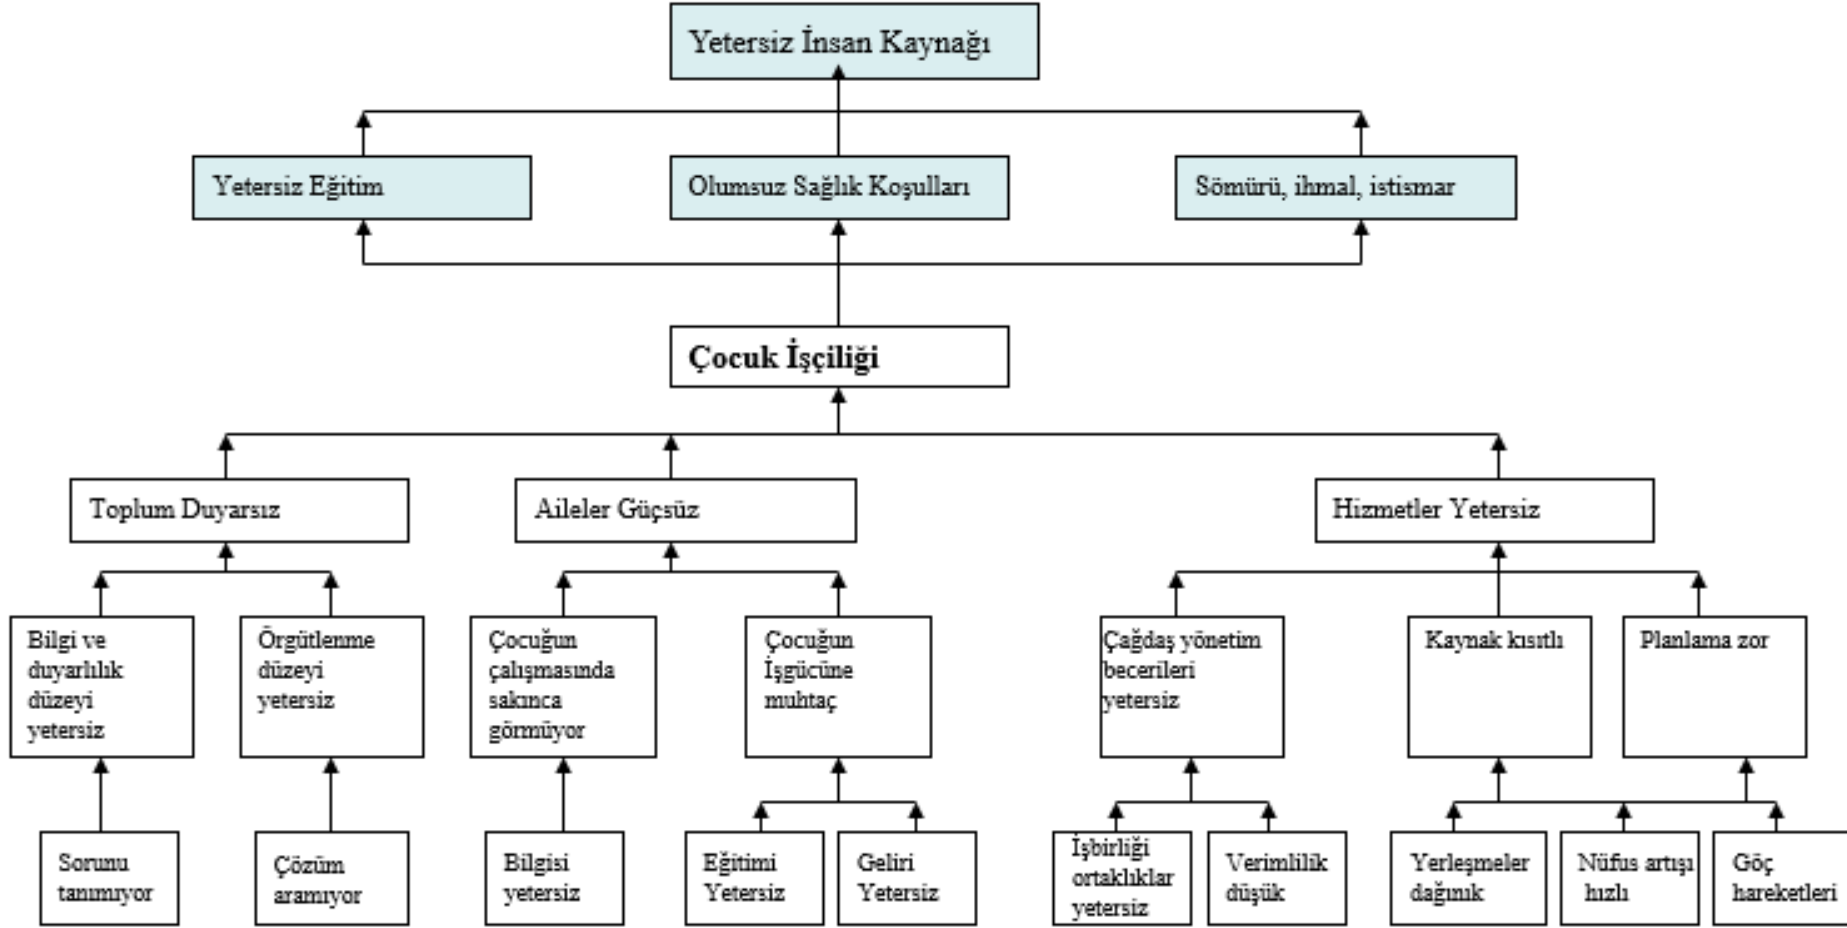 Yetersiz İnsan Kaynağı
Yetersiz Eğitim
Olumsuz Sağlık Koşulları
Sömürü, ihmal, istismar
Çocuk İşçiliği
Toplum Duyarsız
Aileler Güçsüz
Hizmetler Yetersiz
Bilgi ve
duyarlılık
düzeyi
yetersiz
Örgütlenme
düzeyi
yetersiz
Çocuğun
çalışmasında
sakınca
görmüyor
Çocuğun
İşgücüne
muhtaç
Çağdaş yönetim
becerileri
yetersiz
Kaynak kısıtlı
Planlama zor
Sorunu
tanımıyor
Çözüm
aramıyor
Bilgisi
yetersiz
Eğitimi
Yetersiz
Geliri
Yetersiz
İşbirliği
ortaklıklar
yetersiz
Verimlilik
düşük
Yerleşmeler
dağınık
Nüfus artışı
hızlı
Göç
hareketleri